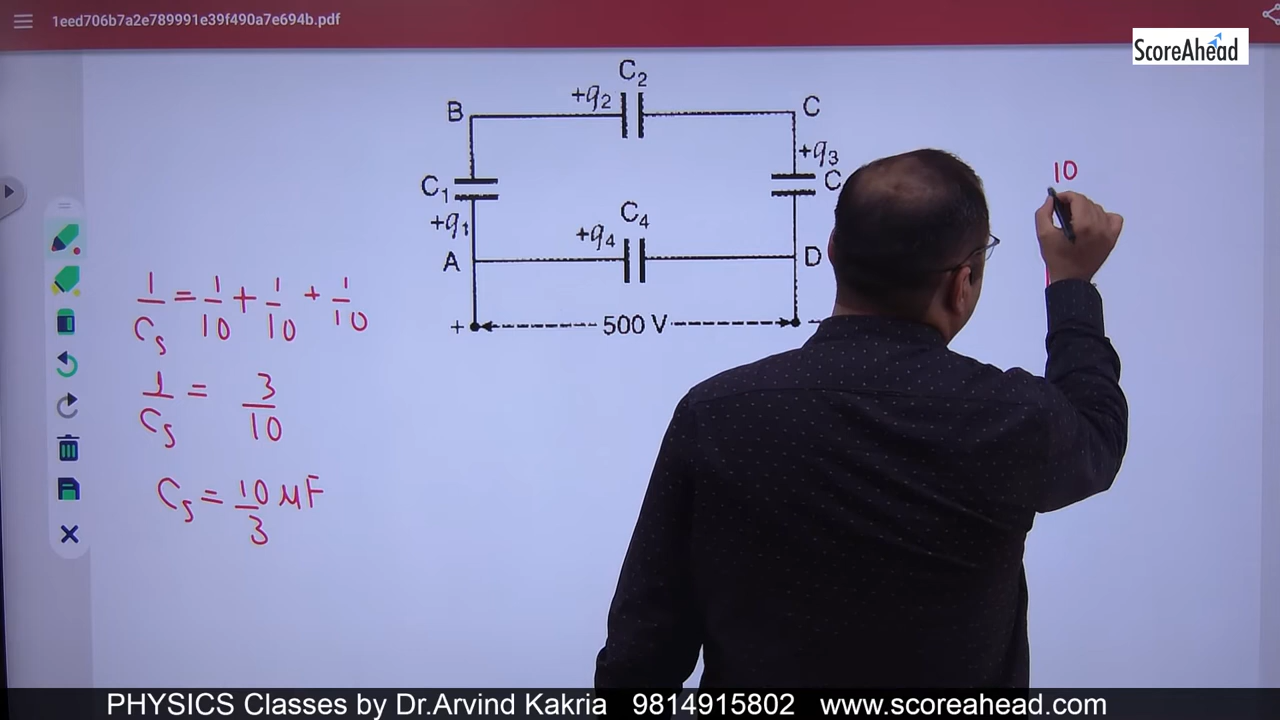 1eed706b7a2e789991e39f490a7e694b.pdf
ScoreAhead
C2
+q2
B
C
+q3
C1
C
+q1
C4
+q4
A
D
+ 500 V
10
1/Cs = 1/10 + 1/10 + 1/10
1/Cs = 3/10
Cs = 10/3 μF
PHYSICS Classes by Dr.Arvind Kakria 9814915802 www.scoreahead.com